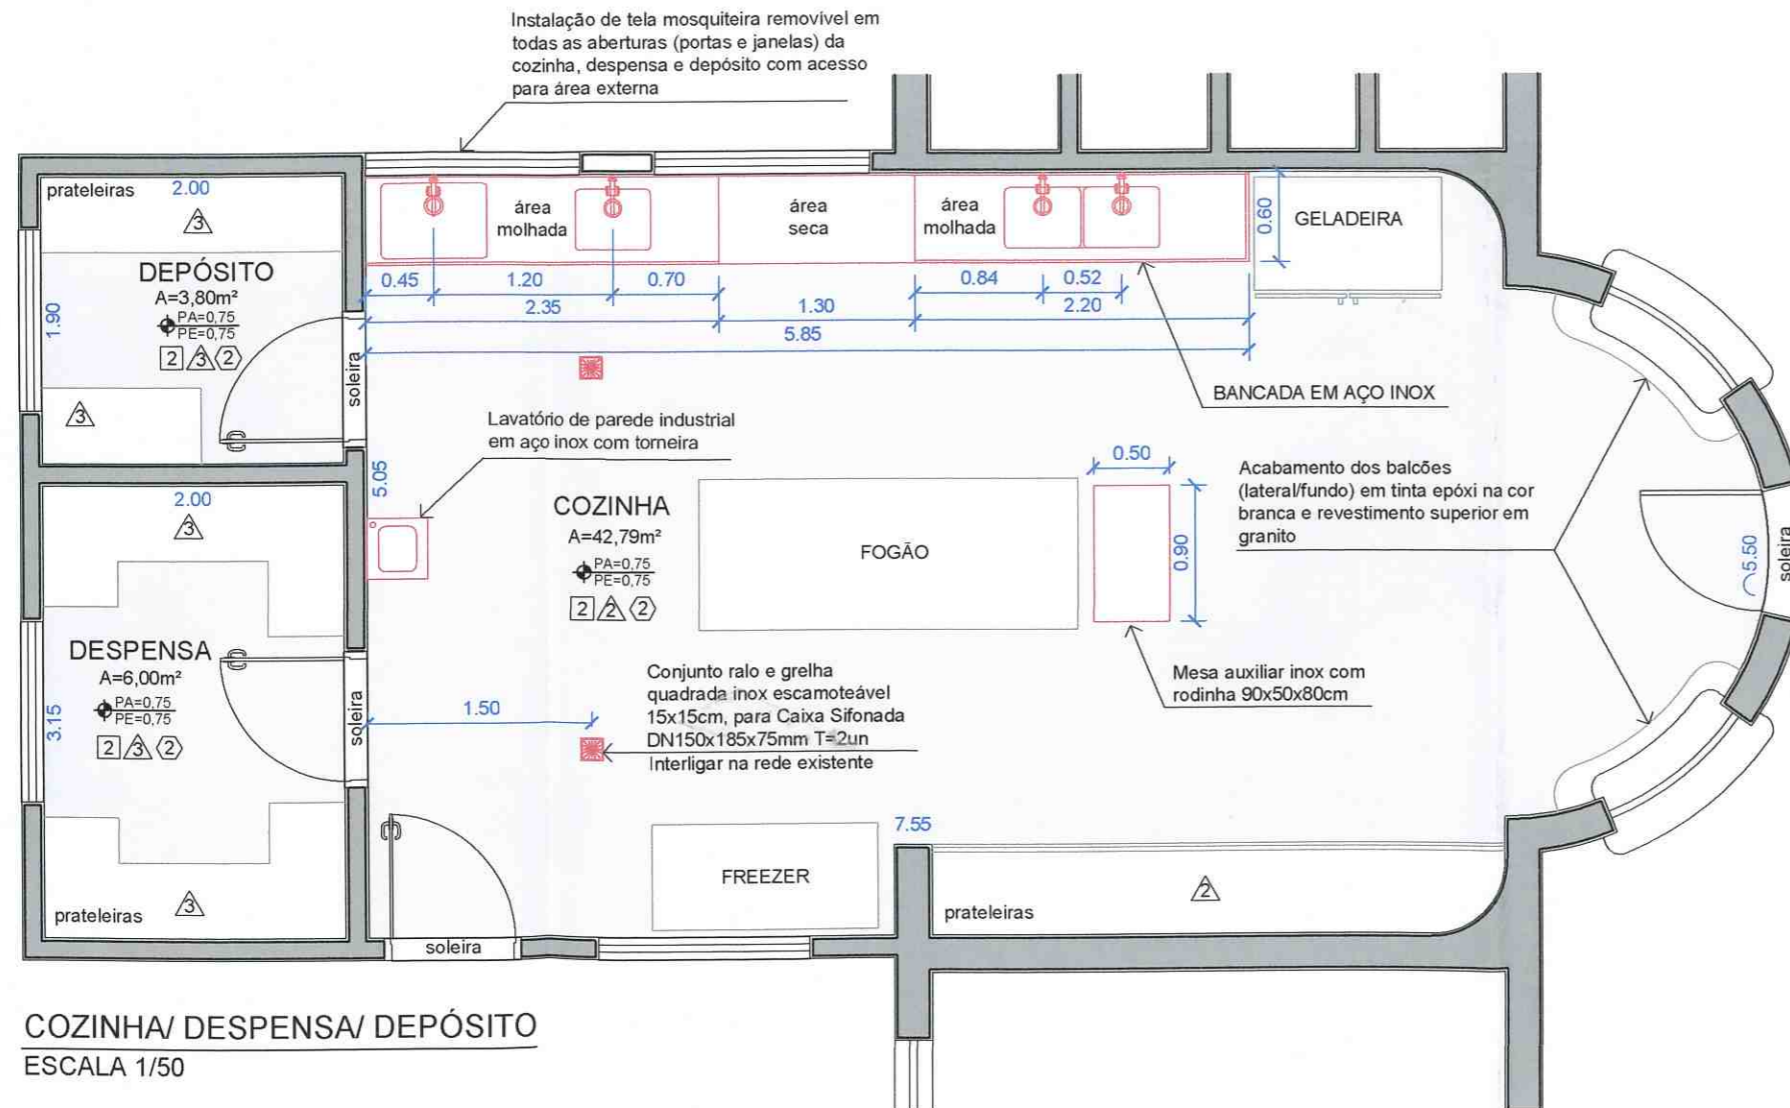 Instalação de tela mosquiteira removível em
todas as aberturas (portas e janelas) da
cozinha, despensa e depósito com acesso
para área externa
prateleiras
2.00
3
DEPÓSITO
A=3,80m²
PA=0,75
PE=0,75
2 3 2
1.90
3
soleira
área
molhada
área
seca
área
molhada
0.60
GELADEIRA
0.45
1.20
0.70
0.84
0.52
2.35
1.30
2.20
5.85
BANCADA EM AÇO INOX
Lavatório de parede industrial
em aço inox com torneira
5.05
2.00
3
COZINHA
A=42,79m²
PA=0,75
PE=0,75
2 2 2
FOGÃO
0.50
0.90
Acabamento dos balcões
(lateral/fundo) em tinta epóxi na cor
branca e revestimento superior em
granito
5.50
soleira
DESPENSA
A=6,00m²
PA=0,75
PE=0,75
2 3 2
3.15
soleira
1.50
Conjunto ralo e grelha
quadrada inox escamoteável
15x15cm, para Caixa Sifonada
DN150x185x75mm T=2un
Interligar na rede existente
Mesa auxiliar inox com
rodinha 90x50x80cm
7.55
FREEZER
prateleiras
3
soleira
prateleiras
2
COZINHA/ DESPENSA/ DEPÓSITO
ESCALA 1/50